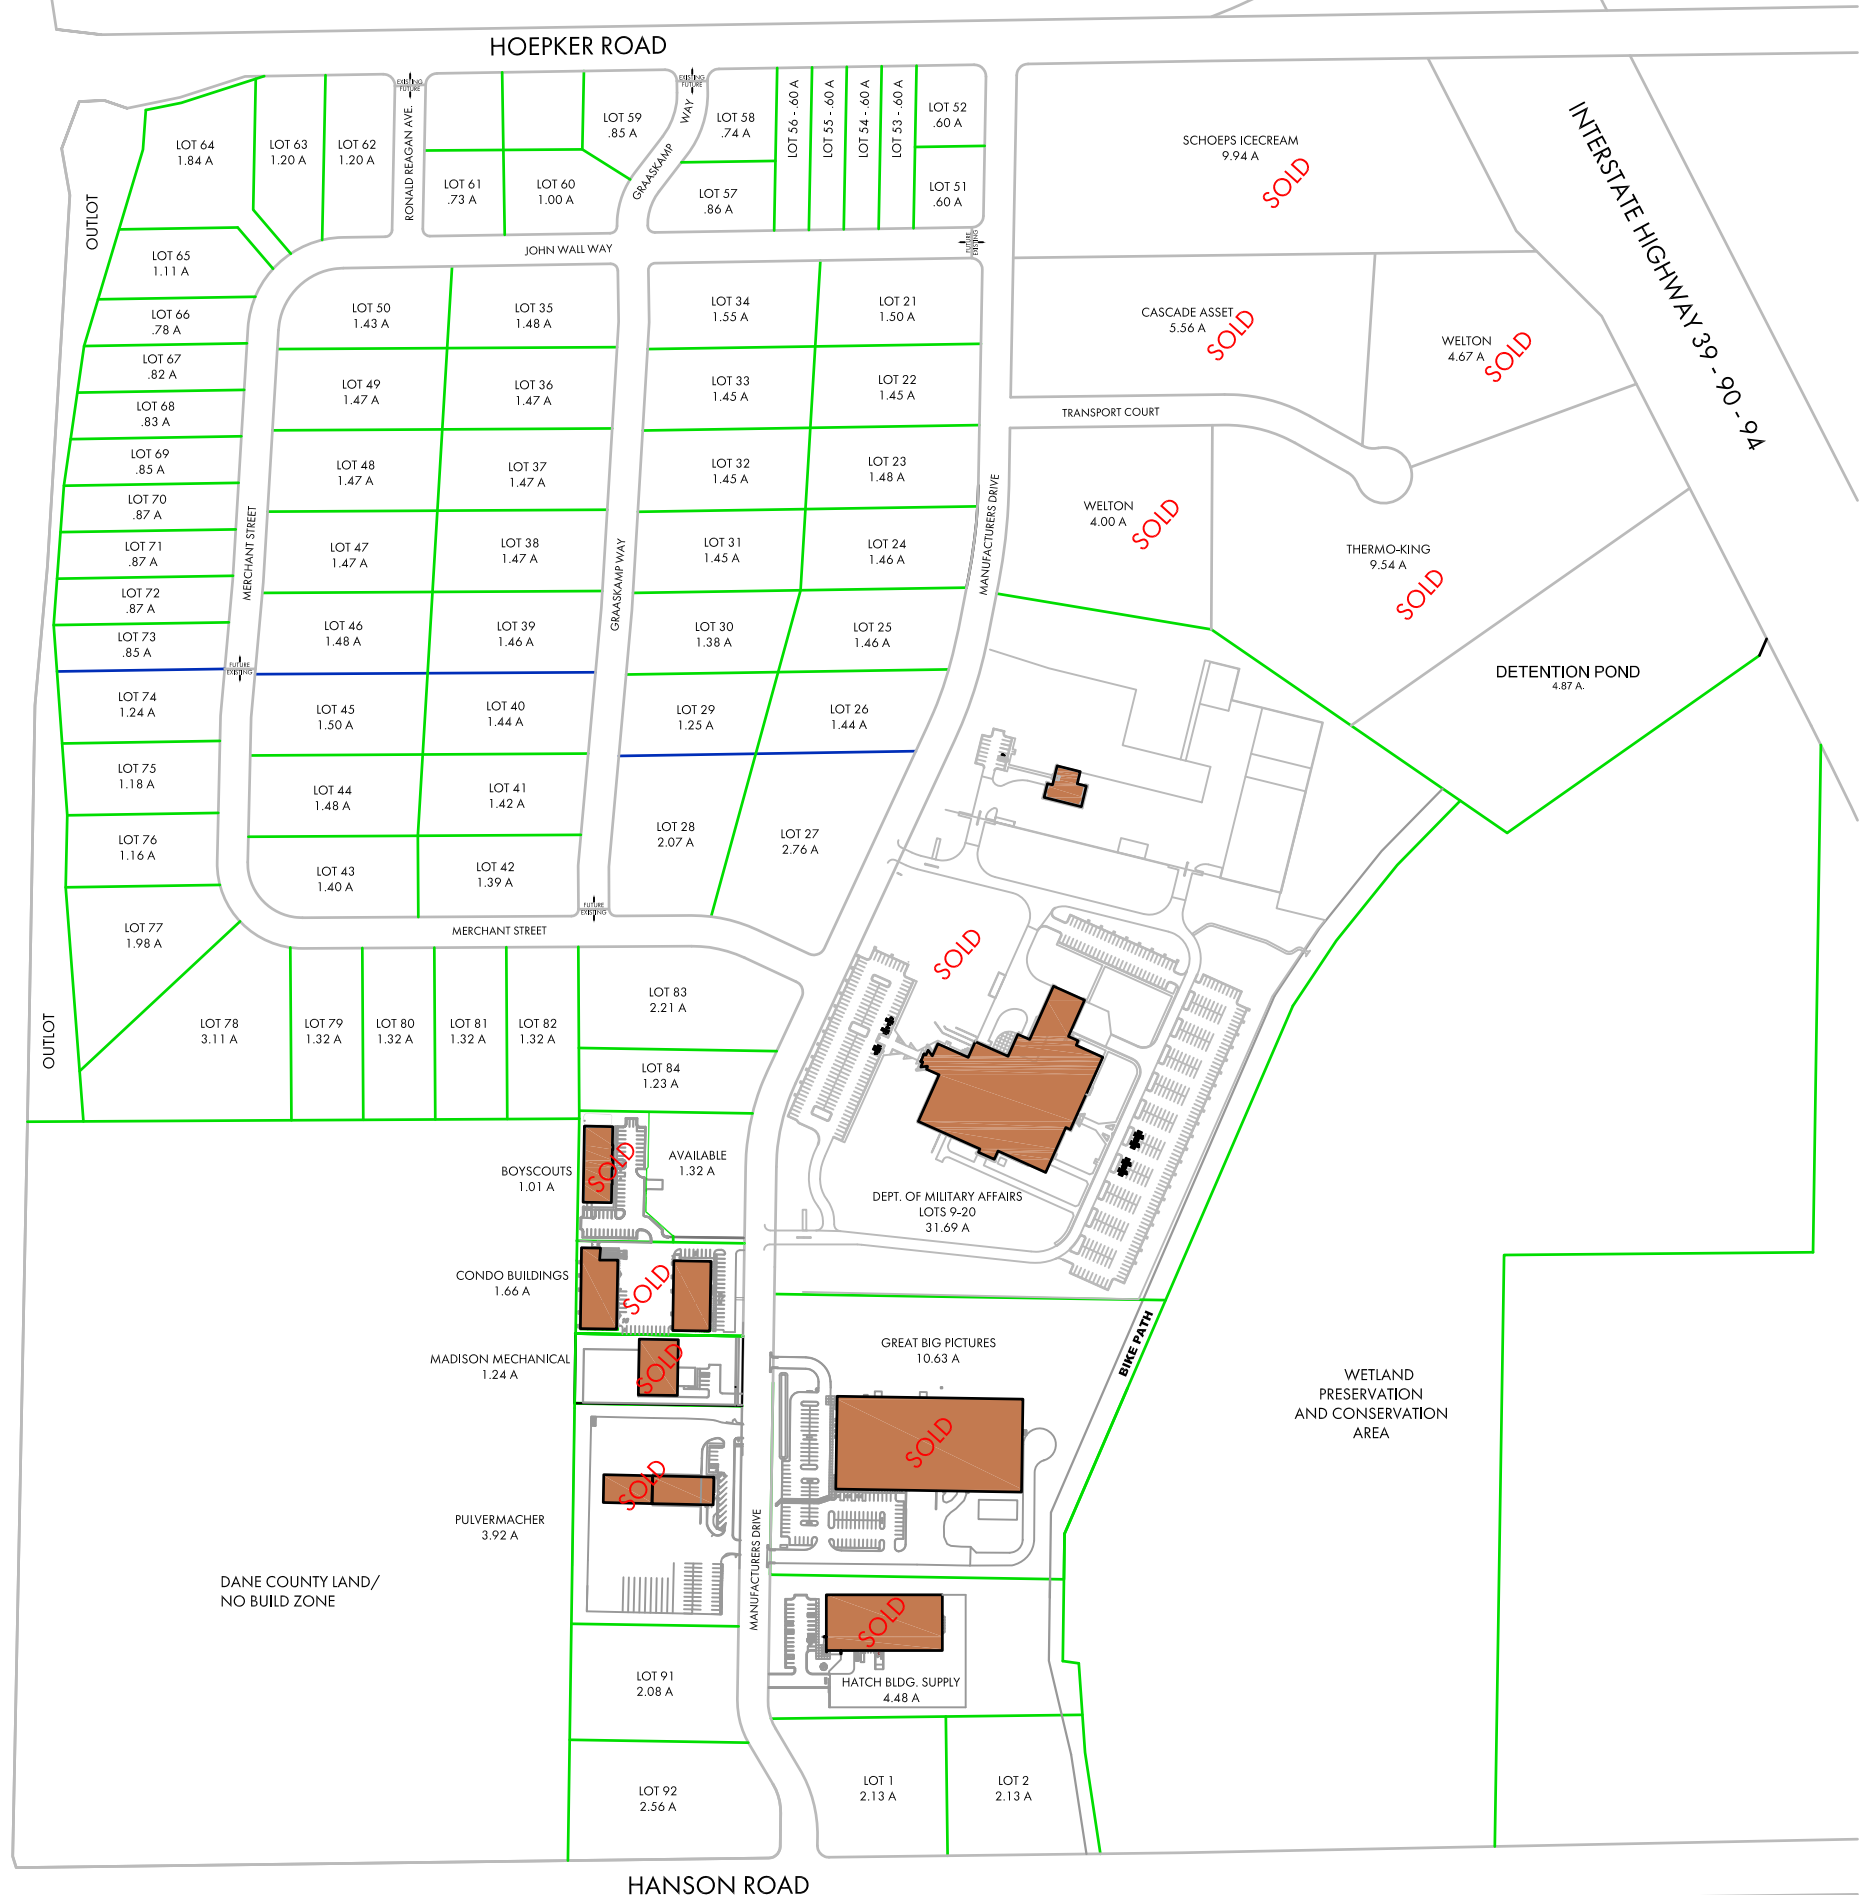 HOEPKER ROAD
EXISTING
FUTURE
EXISTING
FUTURE
RONALD REAGAN AVE.
GRAASKAMP
WAY
INTERSTATE HIGHWAY 39 - 90 - 94
OUTLOT
LOT 64
1.84 A
LOT 63
1.20 A
LOT 62
1.20 A
LOT 61
.73 A
LOT 60
1.00 A
LOT 59
.85 A
LOT 58
.74 A
LOT 57
.86 A
LOT 56 - .60 A
LOT 55 - .60 A
LOT 54 - .60 A
LOT 53 - .60 A
LOT 52
.60 A
LOT 51
.60 A
SCHOEPS ICECREAM
9.94 A
SOLD
JOHN WALL WAY
FUTURE
EXISTING
LOT 65
1.11 A
LOT 66
.78 A
LOT 67
.82 A
LOT 68
.83 A
LOT 69
.85 A
LOT 70
.87 A
LOT 71
.87 A
LOT 72
.87 A
LOT 73
.85 A
LOT 74
1.24 A
LOT 75
1.18 A
LOT 76
1.16 A
LOT 77
1.98 A
MERCHANT STREET
FUTURE
EXISTING
LOT 50
1.43 A
LOT 35
1.48 A
LOT 49
1.47 A
LOT 36
1.47 A
LOT 48
1.47 A
LOT 37
1.47 A
LOT 47
1.47 A
LOT 38
1.47 A
LOT 46
1.48 A
LOT 39
1.46 A
LOT 45
1.50 A
LOT 40
1.44 A
LOT 44
1.48 A
LOT 41
1.42 A
LOT 43
1.40 A
LOT 42
1.39 A
GRAASKAMP WAY
FUTURE
EXISTING
LOT 34
1.55 A
LOT 21
1.50 A
LOT 33
1.45 A
LOT 22
1.45 A
LOT 32
1.45 A
LOT 23
1.48 A
LOT 31
1.45 A
LOT 24
1.46 A
LOT 30
1.38 A
LOT 25
1.46 A
LOT 29
1.25 A
LOT 26
1.44 A
LOT 28
2.07 A
LOT 27
2.76 A
MANUFACTURERS DRIVE
CASCADE ASSET
5.56 A
SOLD
WELTON
4.67 A
SOLD
TRANSPORT COURT
WELTON
4.00 A
SOLD
THERMO-KING
9.54 A
SOLD
DETENTION POND
4.87 A.
MERCHANT STREET
OUTLOT
LOT 78
3.11 A
LOT 79
1.32 A
LOT 80
1.32 A
LOT 81
1.32 A
LOT 82
1.32 A
LOT 83
2.21 A
LOT 84
1.23 A
SOLD
DEPT. OF MILITARY AFFAIRS
LOTS 9-20
31.69 A
BOYSCOUTS
1.01 A
SOLD
AVAILABLE
1.32 A
CONDO BUILDINGS
1.66 A
SOLD
MADISON MECHANICAL
1.24 A
SOLD
PULVERMACHER
3.92 A
SOLD
MANUFACTURERS DRIVE
GREAT BIG PICTURES
10.63 A
SOLD
BIKE PATH
WETLAND
PRESERVATION
AND CONSERVATION
AREA
DANE COUNTY LAND/
NO BUILD ZONE
SOLD
HATCH BLDG. SUPPLY
4.48 A
LOT 91
2.08 A
LOT 92
2.56 A
LOT 1
2.13 A
LOT 2
2.13 A
HANSON ROAD